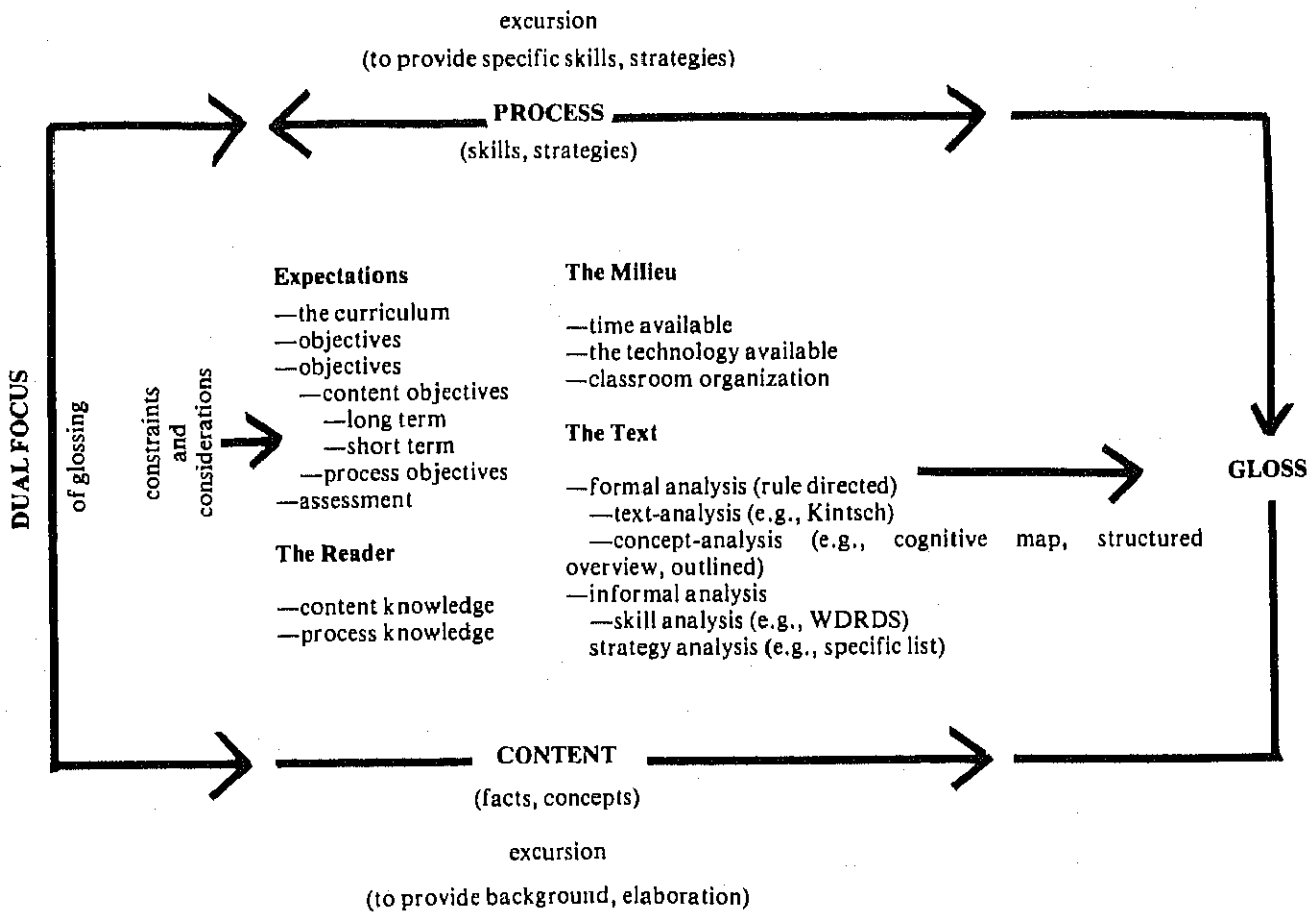 excursion
(to provide specific skills, strategies)
PROCESS
(skills, strategies)
DUAL FOCUS
of glossing
constraints
and
considerations
Expectations
—the curriculum
—objectives
—objectives
—content objectives
—long term
—short term
—process objectives
—assessment
The Reader
—content knowledge
—process knowledge
The Milieu
—time available
—the technology available
—classroom organization
The Text
—formal analysis (rule directed)
—text-analysis (e.g., Kintsch)
—concept-analysis (e.g., cognitive map, structured
overview, outlined)
—informal analysis
—skill analysis (e.g., WDRDS)
strategy analysis (e.g., specific list)
GLOSS
CONTENT
(facts, concepts)
excursion
(to provide background, elaboration)